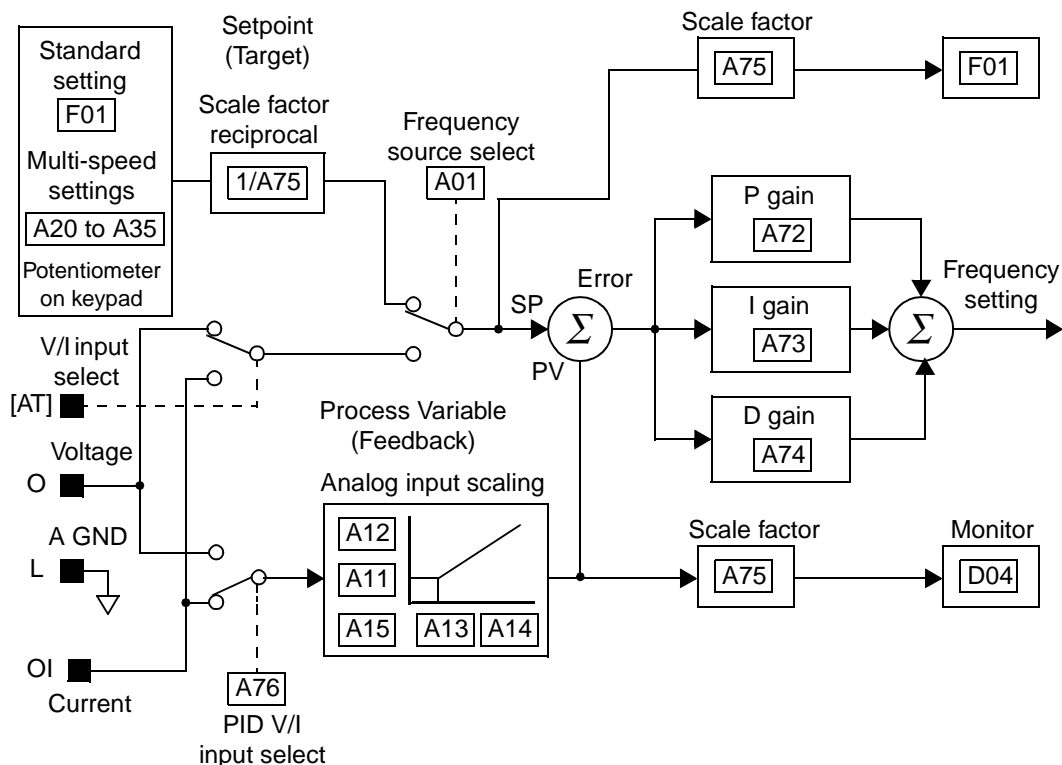 Standard
setting
F01
Multi-speed
settings
A20 to A35
Potentiometer
on keypad
Setpoint
(Target)
Scale factor
reciprocal
1/A75
Frequency
source select
A01
Scale factor
A75
F01
P gain
A72
I gain
A73
D gain
A74
SP
Error
Σ
PV
Σ
Frequency
setting
V/I input
select
[AT]
Voltage
O
A GND
L
OI
Current
Process Variable
(Feedback)
Analog input scaling
A12
A11
A15
A13
A14
A76
PID V/I
input select
Scale factor
A75
Monitor
D04